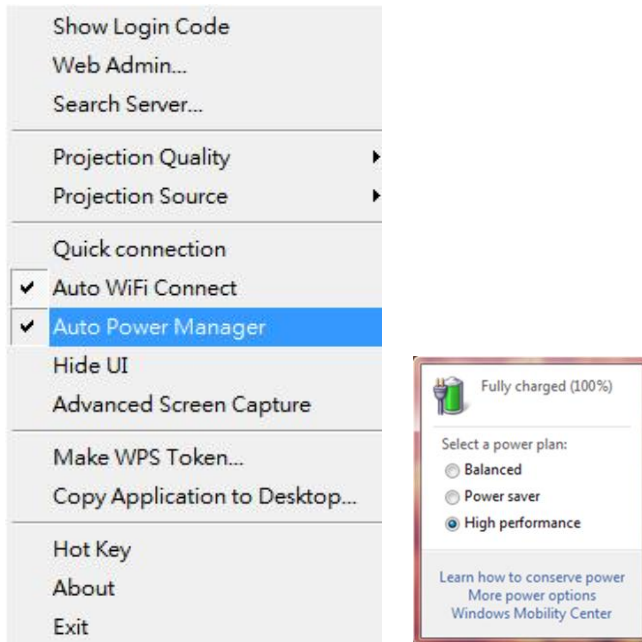 Show Login Code
Web Admin...
Search Server...
Projection Quality
Projection Source
Quick connection
Auto WiFi Connect
Auto Power Manager
Hide UI
Advanced Screen Capture
Make WPS Token...
Copy Application to Desktop...
Hot Key
About
Exit
Fully charged (100%)
Select a power plan:
Balanced
Power saver
High performance
Learn how to conserve power
More power options
Windows Mobility Center